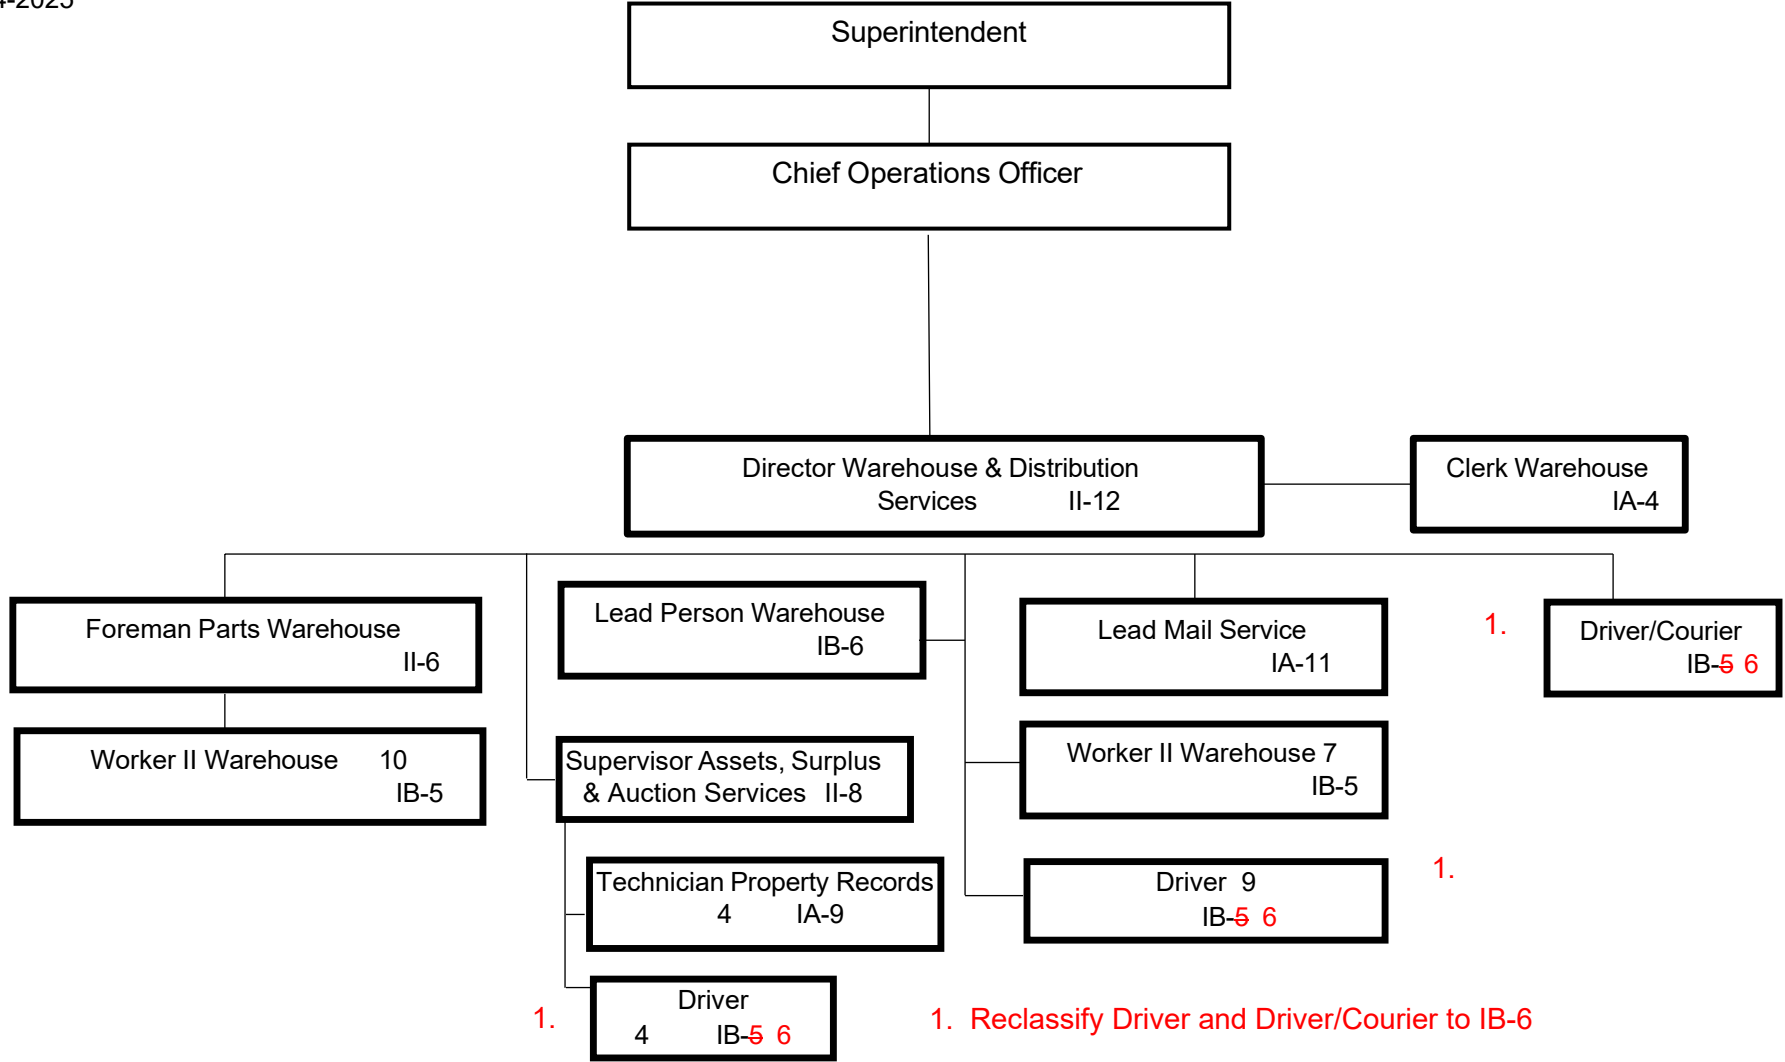 4-2025
Superintendent
Chief Operations Officer
Director Warehouse & Distribution
Services II-12
Clerk Warehouse
IA-4
Foreman Parts Warehouse
II-6
Worker II Warehouse 10
IB-5
Lead Person Warehouse
IB-6
Supervisor Assets, Surplus
& Auction Services II-8
Technician Property Records
4 IA-9
1.
Driver
4 IB-5 6
Lead Mail Service
IA-11
Worker II Warehouse 7
IB-5
1.
Driver 9
IB-5 6
1.
Driver/Courier
IB-5 6
1. Reclassify Driver and Driver/Courier to IB-6